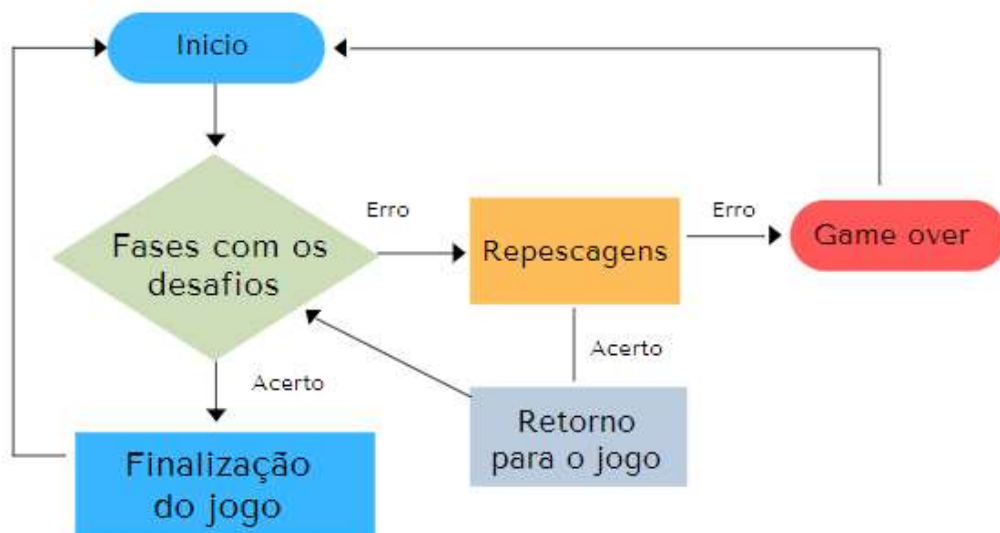 Inicio
Fases com os
desafios
Erro
Repescagens
Erro
Game over
Acerto
Acerto
Retorno
para o jogo
Finalização
do jogo